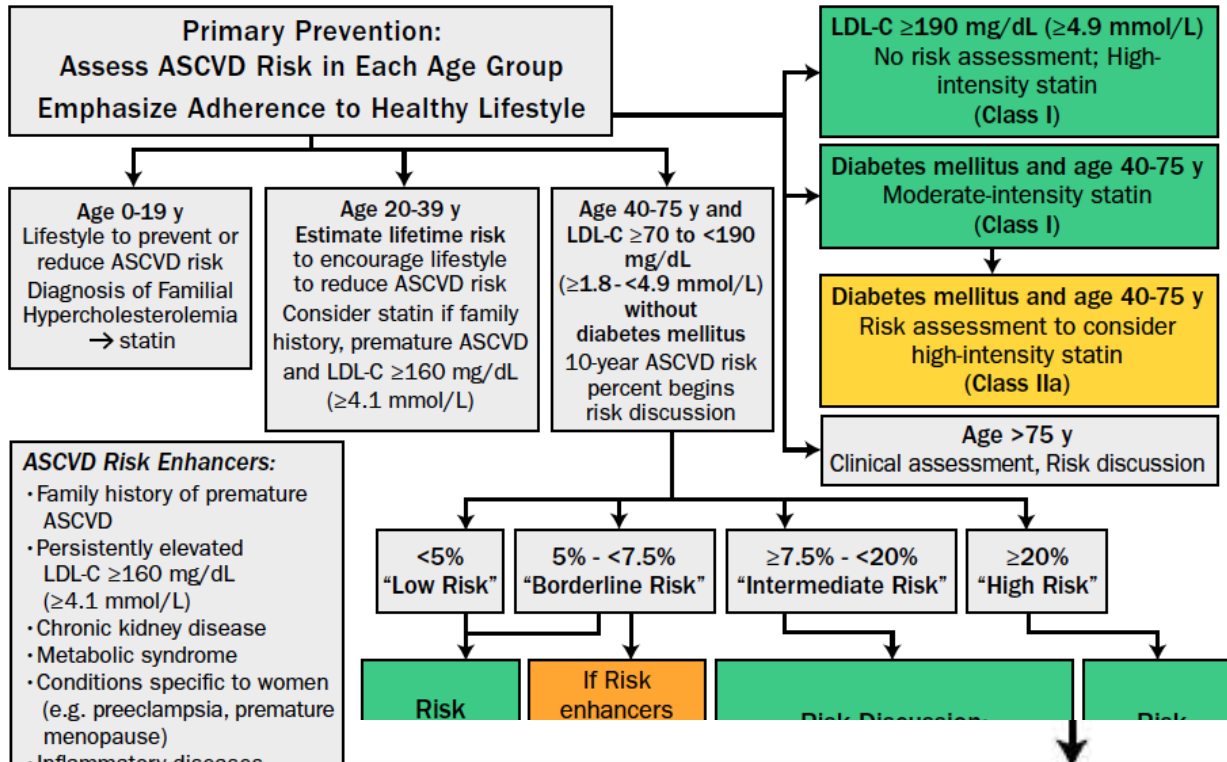 Primary Prevention:
Assess ASCVD Risk in Each Age Group
Emphasize Adherence to Healthy Lifestyle
LDL-C ≥190 mg/dL (≥4.9 mmol/L)
No risk assessment; High-
intensity statin
(Class I)
Diabetes mellitus and age 40-75 y
Moderate-intensity statin
(Class I)
Diabetes mellitus and age 40-75 y
Risk assessment to consider
high-intensity statin
(Class IIa)
Age >75 y
Clinical assessment, Risk discussion
Age 0-19 y
Lifestyle to prevent or
reduce ASCVD risk
Diagnosis of Familial
Hypercholesterolemia
→ statin
Age 20-39 y
Estimate lifetime risk
to encourage lifestyle
to reduce ASCVD risk
Consider statin if family
history, premature ASCVD
and LDL-C ≥160 mg/dL
(≥4.1 mmol/L)
Age 40-75 y and
LDL-C ≥70 to <190
mg/dL
(≥1.8-<4.9 mmol/L)
without
diabetes mellitus
10-year ASCVD risk
percent begins
risk discussion
ASCVD Risk Enhancers:
· Family history of premature
ASCVD
· Persistently elevated
LDL-C ≥160 mg/dL
(≥4.1 mmol/L)
· Chronic kidney disease
· Metabolic syndrome
· Conditions specific to women
(e.g. preeclampsia, premature
menopause)
· Inflammatory diseases
<5%
"Low Risk"
5% - <7.5%
"Borderline Risk"
≥7.5% - <20%
"Intermediate Risk"
≥20%
"High Risk"
Risk
If Risk
enhancers
Risk Discussion:
Risk